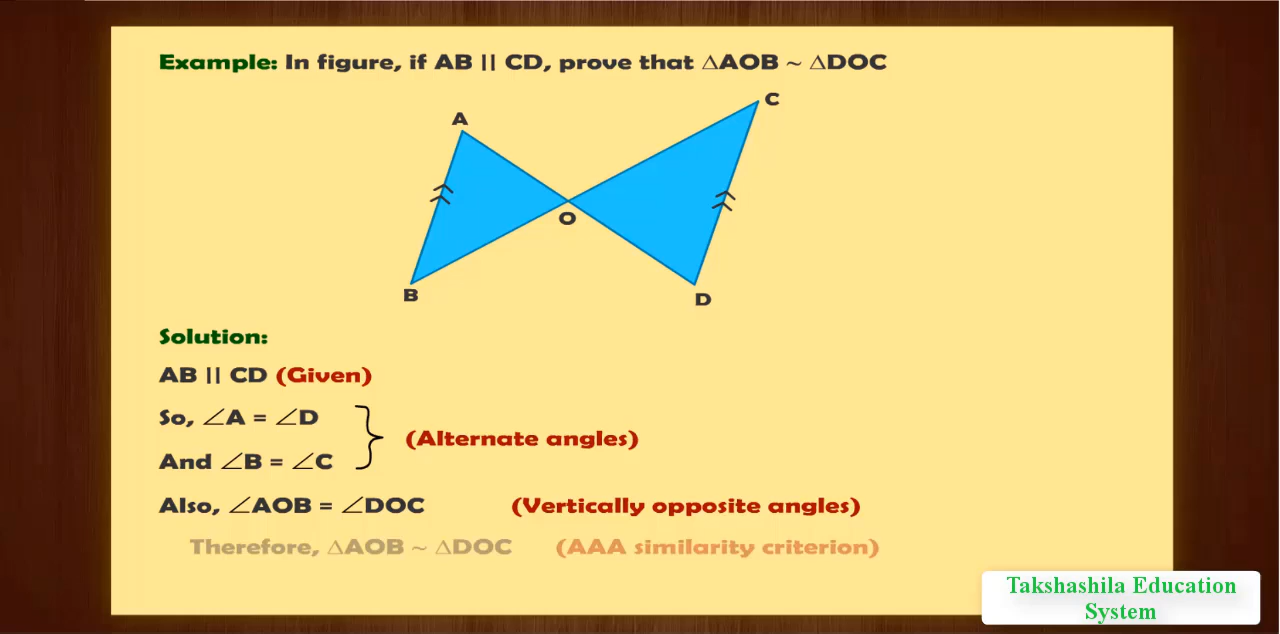 Example: In figure, if AB || CD, prove that △AOB ~ △DOC
C
A
O
B
D
Solution:
AB || CD (Given)
So, ∠A = ∠D
(Alternate angles)
And ∠B = ∠C
Also, ∠AOB = ∠DOC (Vertically opposite angles)
Therefore, △AOB ~ △DOC (AAA similarity criterion)
Takshashila Education
System